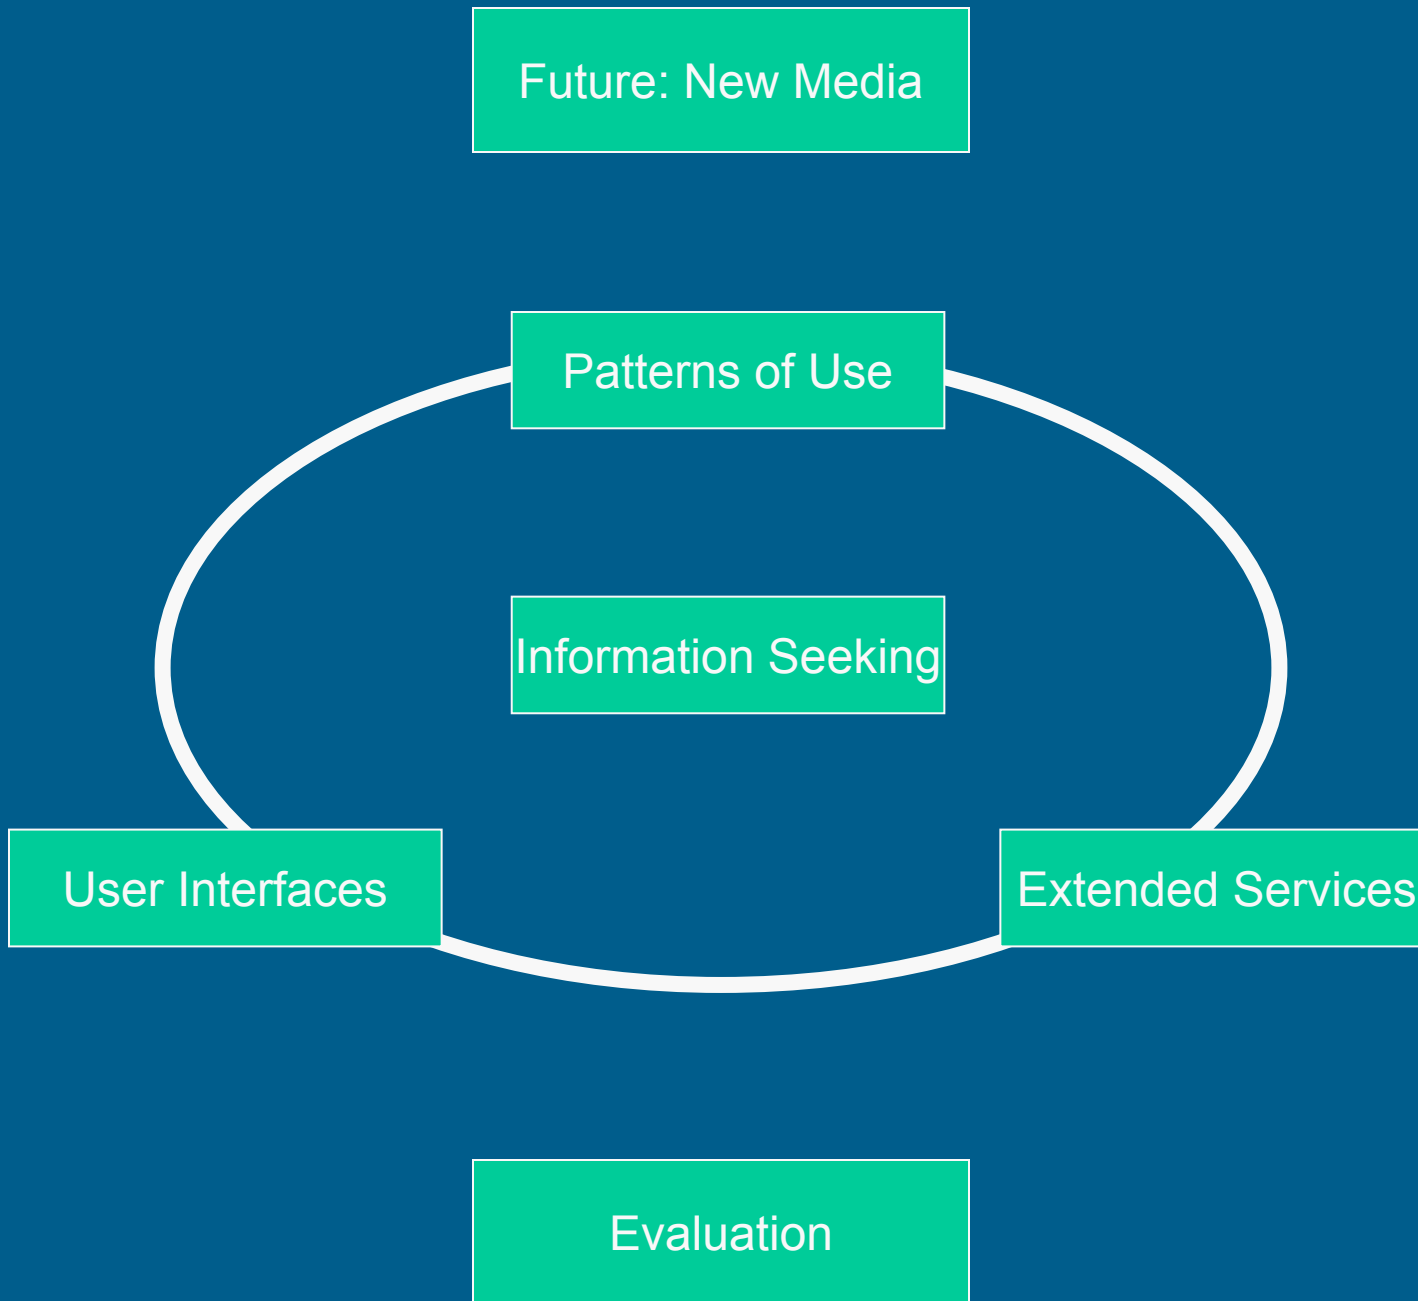 Future: New Media
Patterns of Use
Information Seeking
User Interfaces
Extended Services
Evaluation